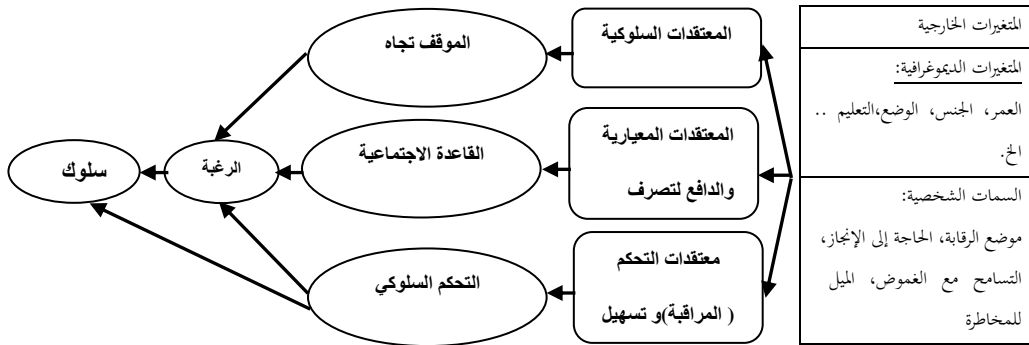 المتغيرات الخارجية
المتغيرات الديموغرافية:
العمر، الجنس، الوضع،التعليم ..
الخ.
السمات الشخصية:
موضع الرقابة، الحاجة إلى الإنجاز،
التسامح مع الغموض، الميل
للمخاطرة
المعتقدات السلوكية
المعتقدات المعيارية
والدافع لتصرف
معتقدات التحكم
( المراقبة)و تسهيل
الموقف تجاه
القاعدة الاجتماعية
التحكم السلوكي
الرغبة
سلوك